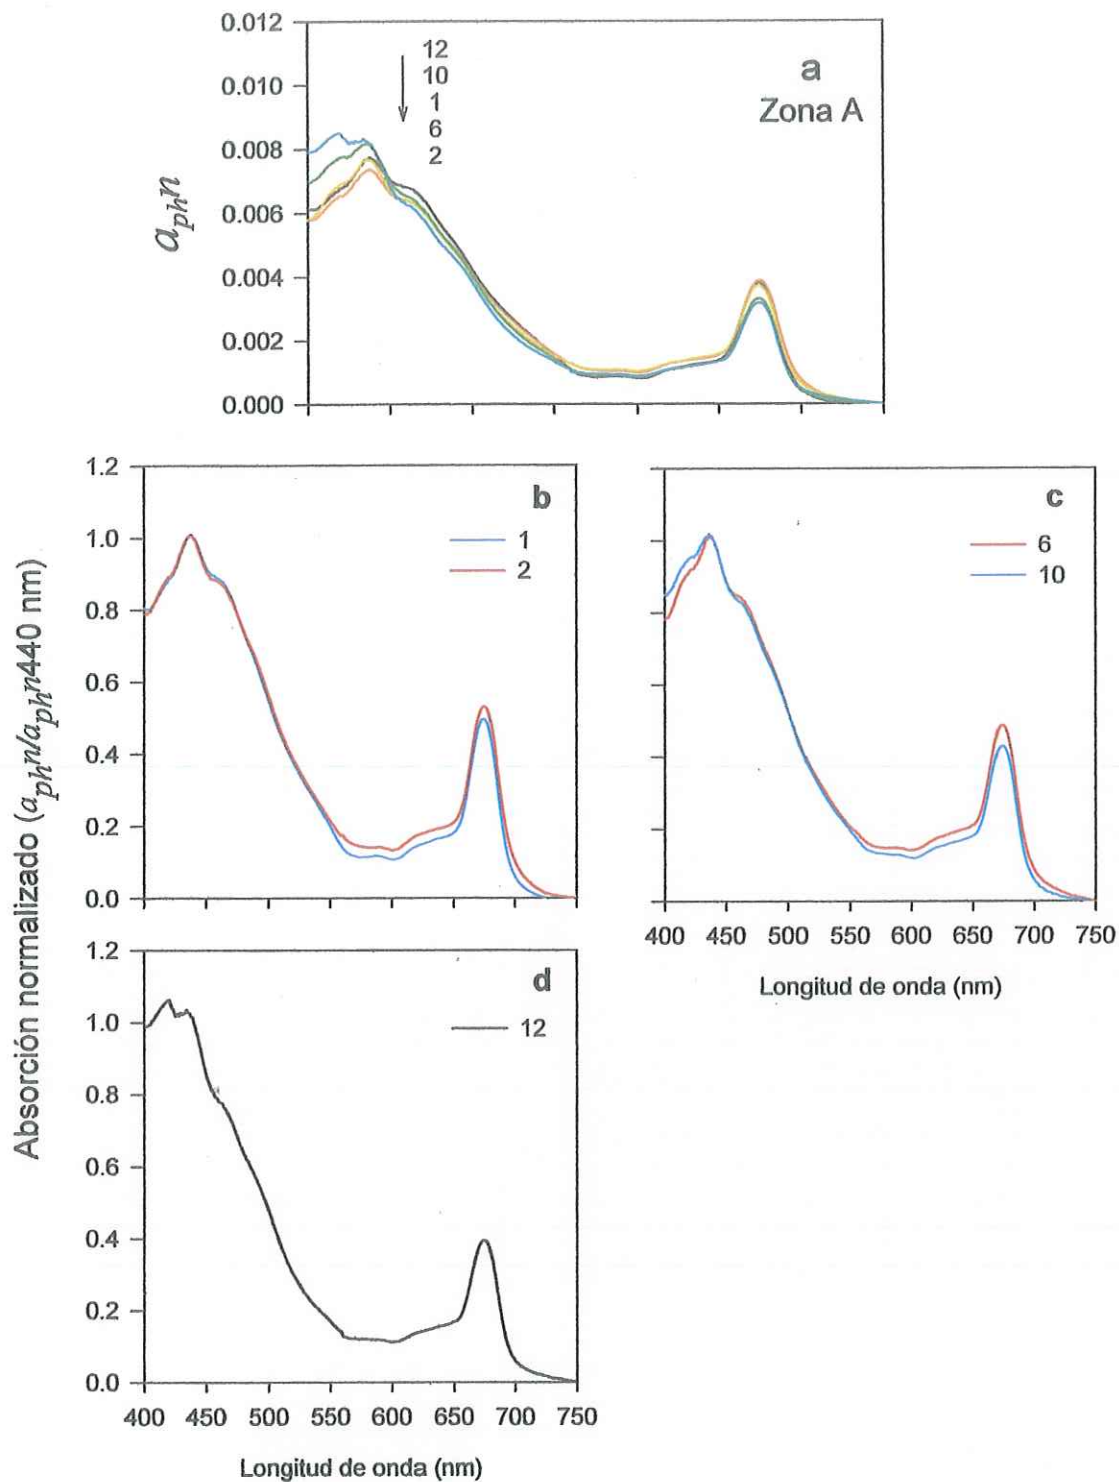 0.012
0.010
0.008
0.006
0.004
0.002
0.000
a_ph n
12
10
1
6
2
a
Zona A
Absorción normalizado (a_ph n/a_ph n440 nm)
1.2
1.0
0.8
0.6
0.4
0.2
0.0
b
1
2
c
6
10
400 450 500 550 600 650 700 750
Longitud de onda (nm)
1.2
1.0
0.8
0.6
0.4
0.2
0.0
d
12
400 450 500 550 600 650 700 750
Longitud de onda (nm)